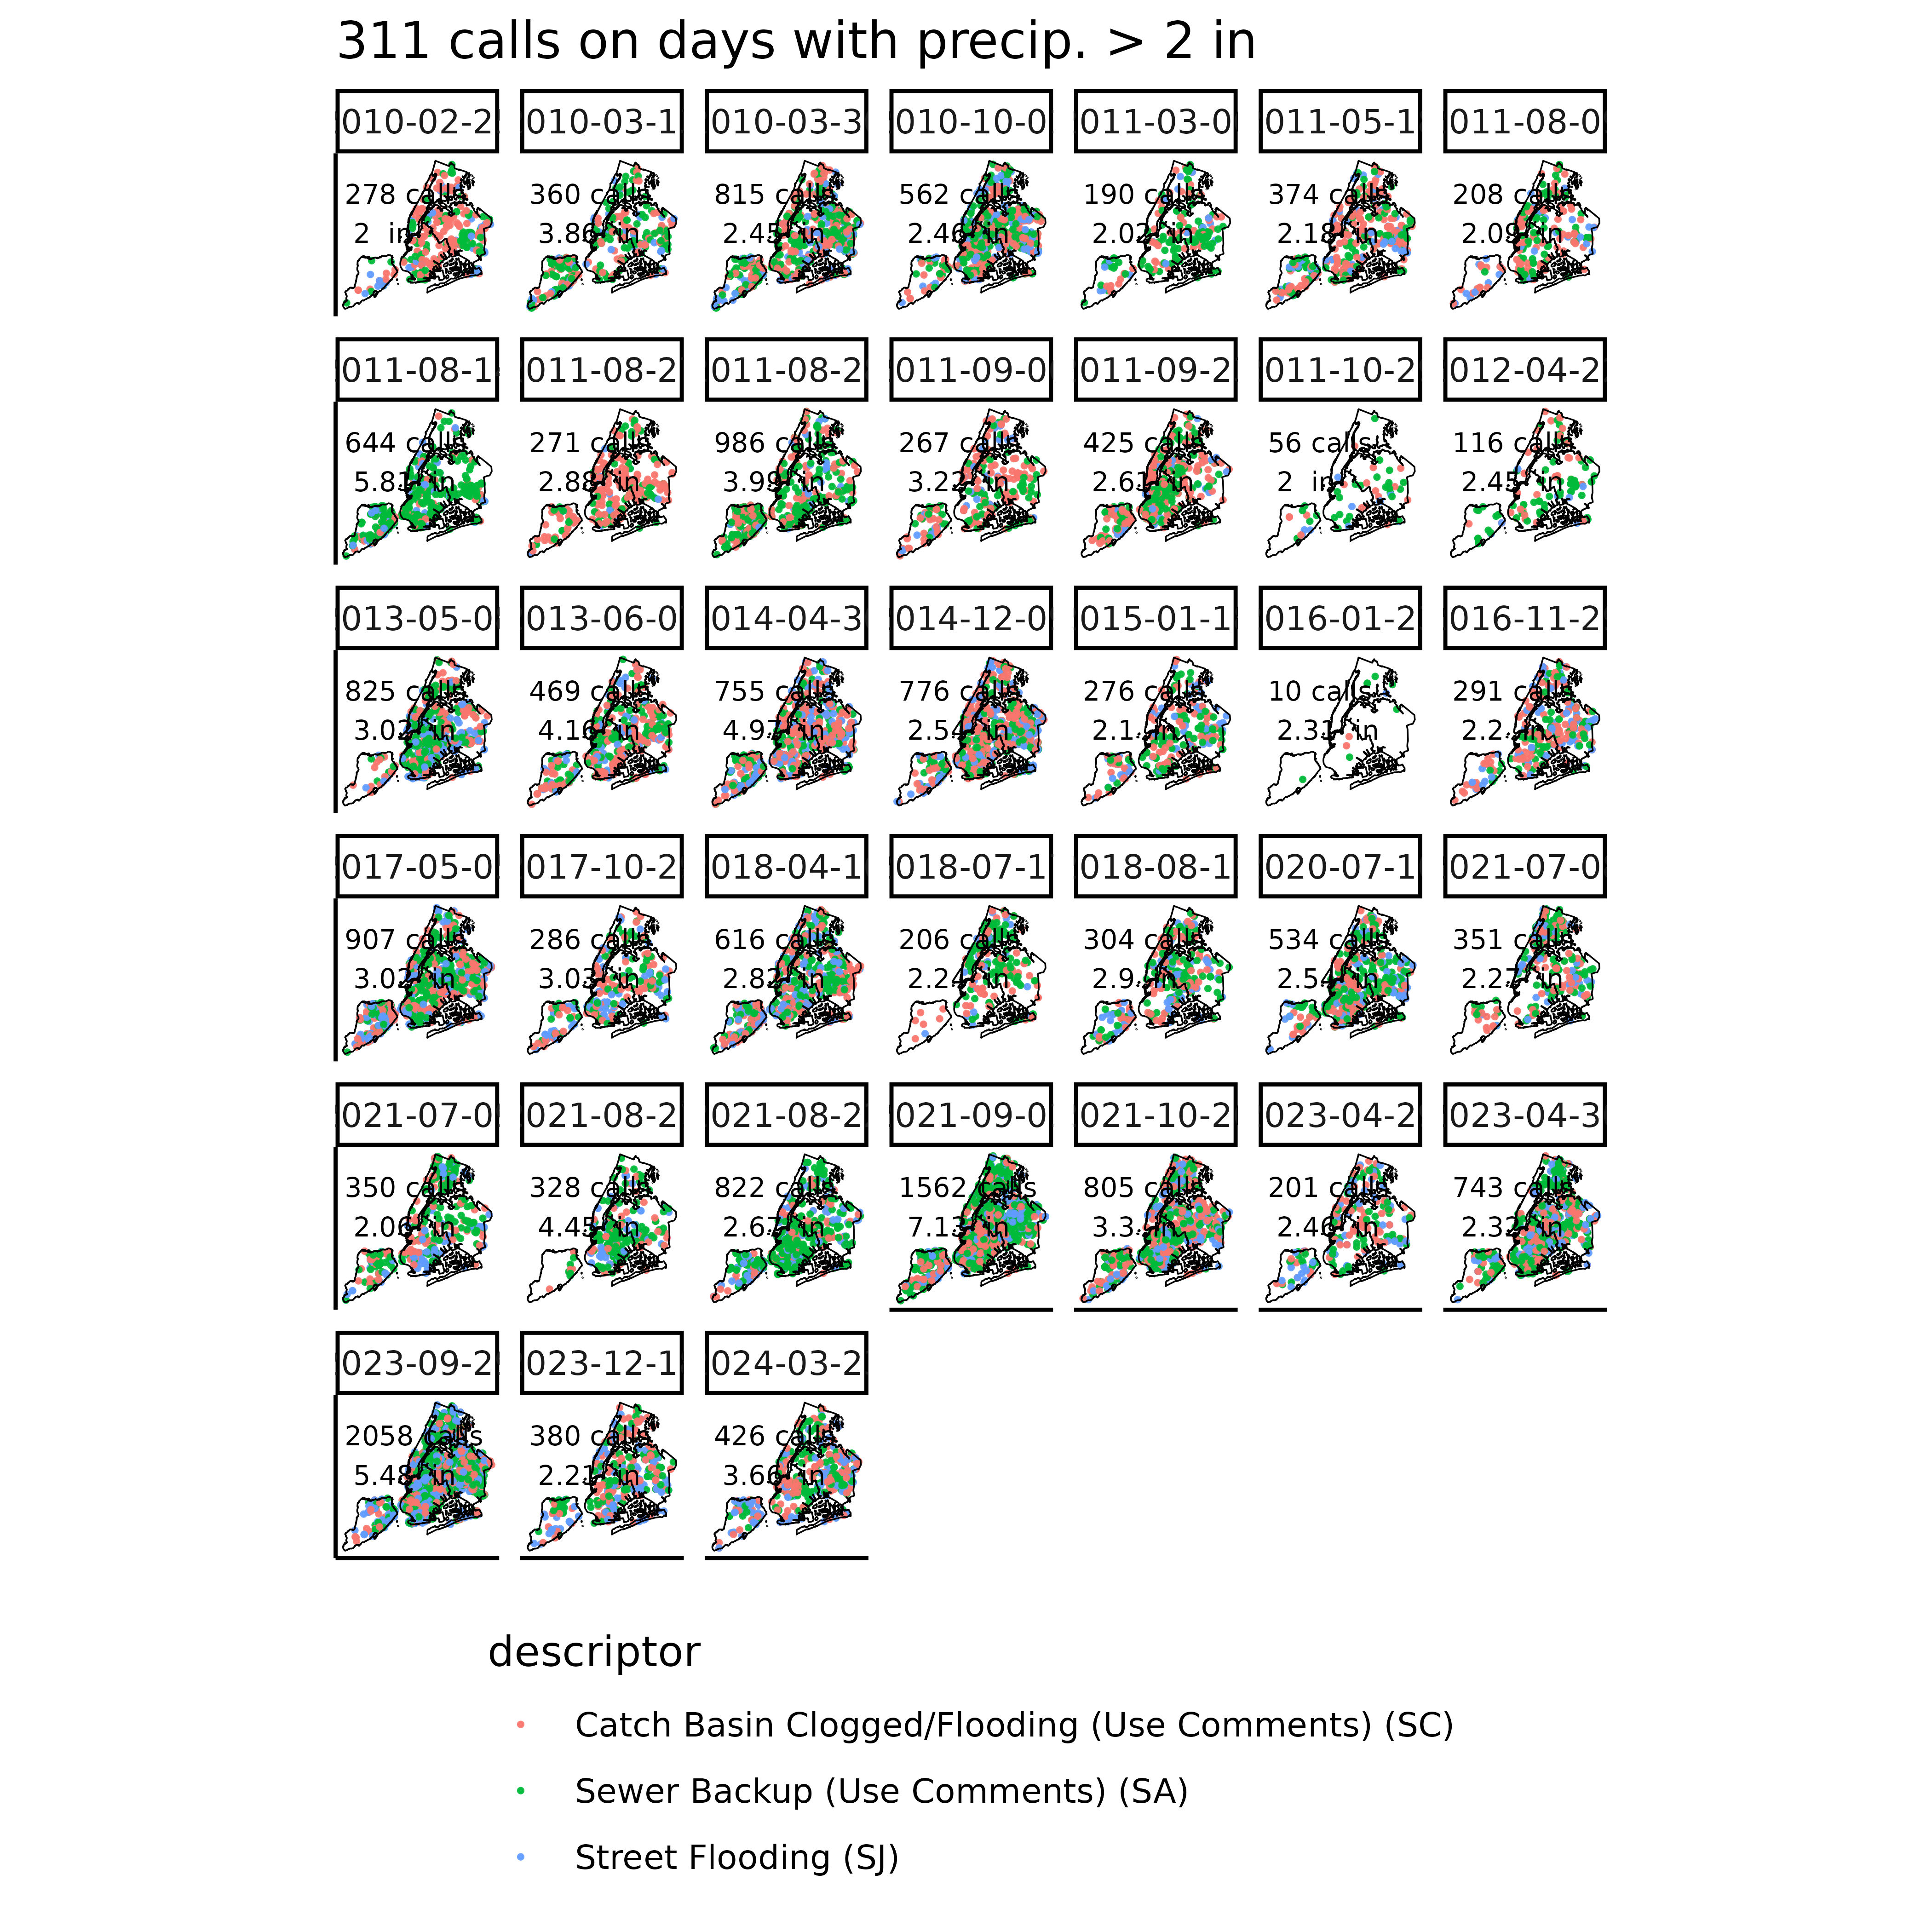 311 calls on days with precip. > 2 in
010-02-2 010-03-1 010-03-3 010-10-0 011-03-0 011-05-1 011-08-0
278 calls 360 calls 815 calls 562 calls 190 calls 374 calls 208 calls
2 in 3.86 in 2.45 in 2.46 in 2.02 in 2.18 in 2.09 in
011-08-1 011-08-2 011-08-2 011-09-0 011-09-2 011-10-2 012-04-2
644 calls 271 calls 986 calls 267 calls 425 calls 56 calls 116 calls
5.81 in 2.88 in 3.99 in 3.22 in 2.61 in 2 in 2.45 in
013-05-0 013-06-0 014-04-3 014-12-0 015-01-1 016-01-2 016-11-2
825 calls 469 calls 755 calls 776 calls 276 calls 10 calls 291 calls
3.02 in 4.16 in 4.97 in 2.54 in 2.1 in 2.31 in 2.2 in
017-05-0 017-10-2 018-04-1 018-07-1 018-08-1 020-07-1 021-07-0
907 calls 286 calls 616 calls 206 calls 304 calls 534 calls 351 calls
3.02 in 3.03 in 2.82 in 2.24 in 2.9 in 2.54 in 2.27 in
021-07-0 021-08-2 021-08-2 021-09-0 021-10-2 023-04-2 023-04-3
350 calls 328 calls 822 calls 1562 calls 805 calls 201 calls 743 calls
2.06 in 4.45 in 2.67 in 7.13 in 3.3 in 2.46 in 2.32 in
023-09-2 023-12-1 024-03-2
2058 calls 380 calls 426 calls
5.48 in 2.21 in 3.66 in
descriptor
Catch Basin Clogged/Flooding (Use Comments) (SC)
Sewer Backup (Use Comments) (SA)
Street Flooding (SJ)